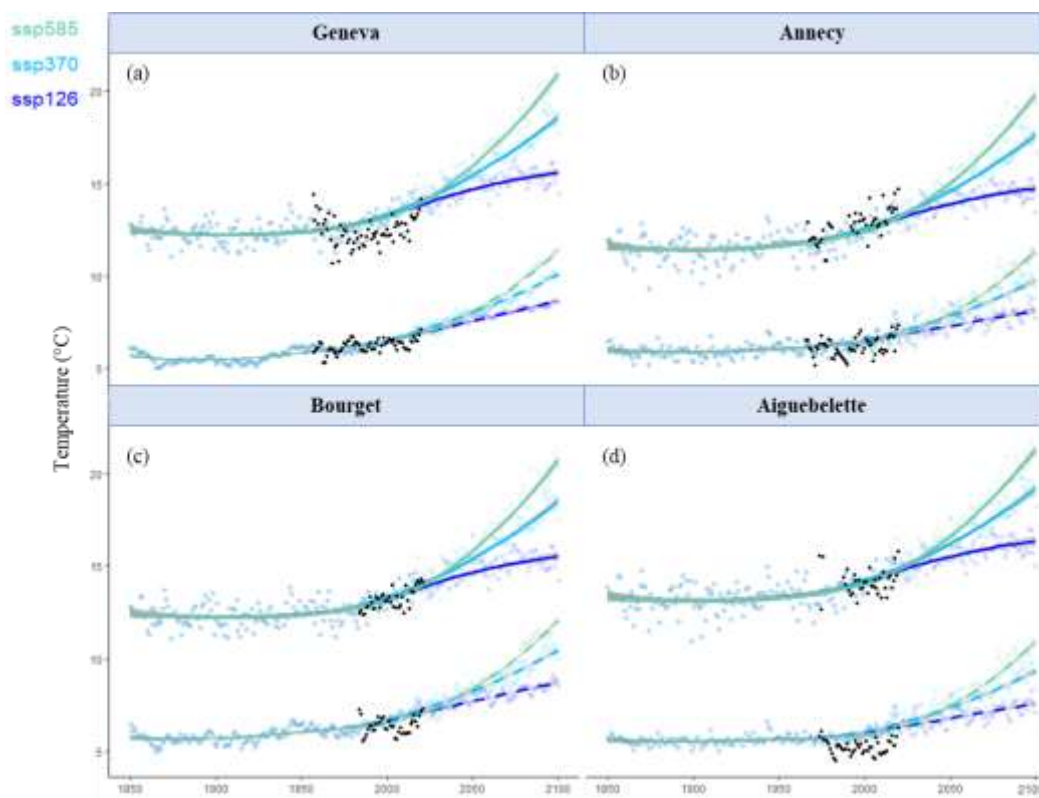 ssp585
ssp370
ssp126
Geneva
Annecy
(a)
(b)
20
15
10
5
Temperature (°C)
Bourget
Aiguebelette
(c)
(d)
20
15
10
5
1850 1900 1950 2000 2050 2100 1850 1900 1950 2000 2050 2100